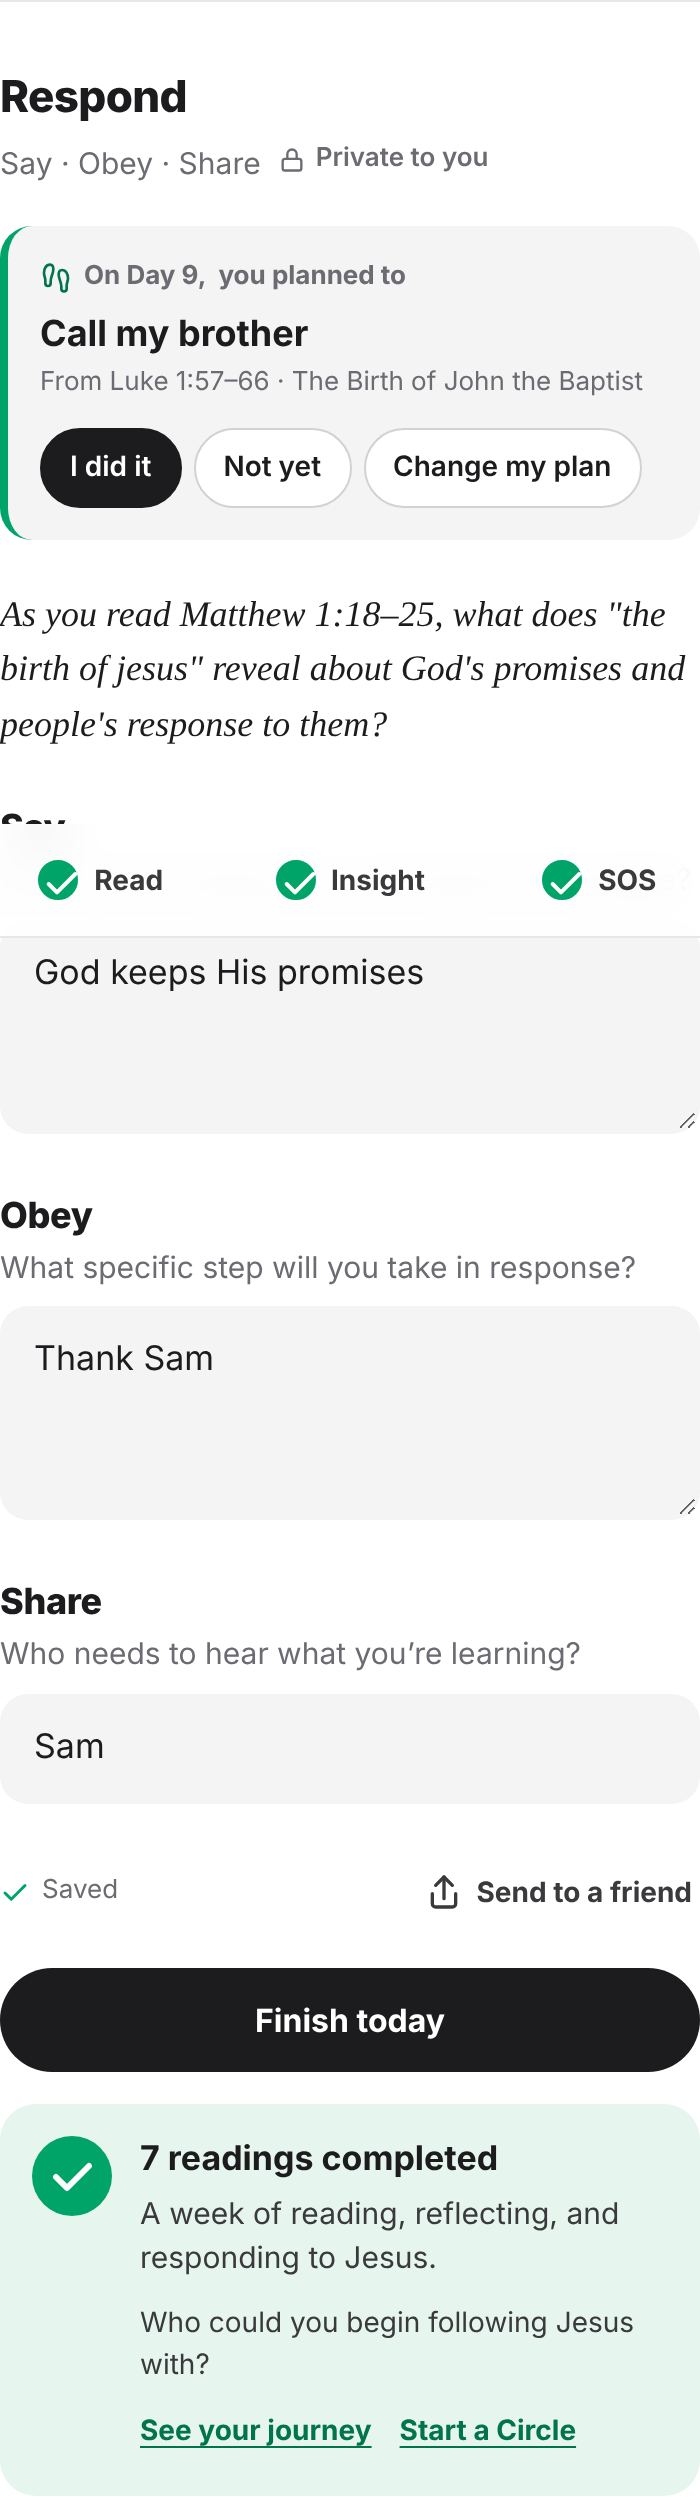 Respond
Say · Obey · Share Private to you
On Day 9, you planned to
Call my brother
From Luke 1:57–66 · The Birth of John the Baptist
I did it Not yet Change my plan
As you read Matthew 1:18–25, what does "the
birth of jesus" reveal about God's promises and
people's response to them?
Say
Read Insight SOS
God keeps His promises
Obey
What specific step will you take in response?
Thank Sam
Share
Who needs to hear what you’re learning?
Sam
Saved Send to a friend
Finish today
7 readings completed
A week of reading, reflecting, and
responding to Jesus.
Who could you begin following Jesus
with?
See your journey Start a Circle